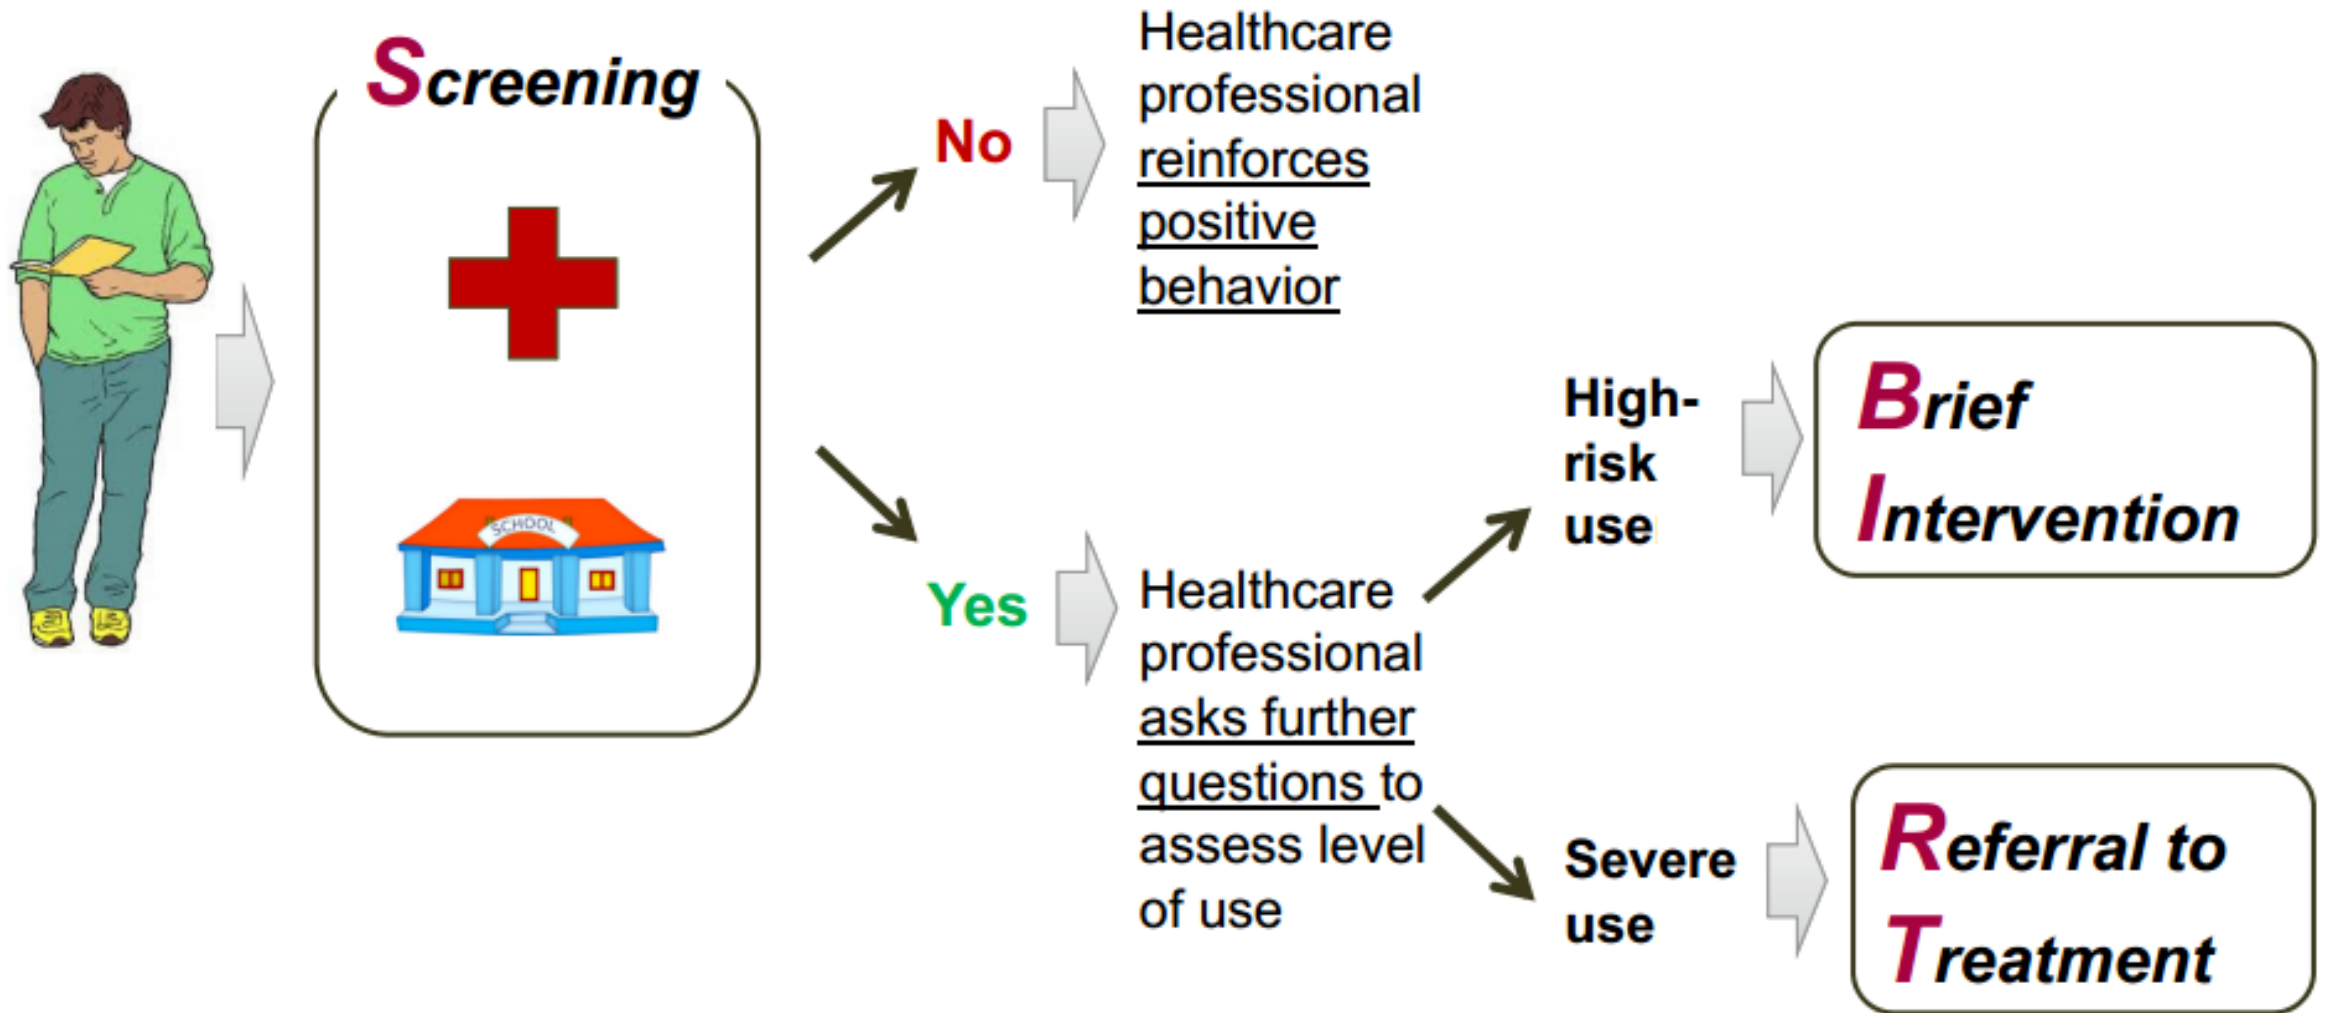 Screening
SCHOOL
No
Healthcare
professional
reinforces
positive
behavior
Yes
Healthcare
professional
asks further
questions to
assess level
of use
High-
risk
use
Brief
Intervention
Severe
use
Referral to
Treatment